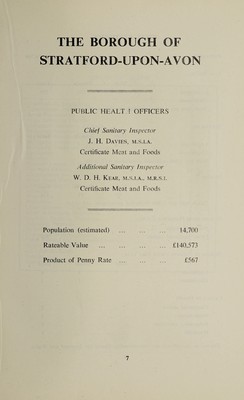 THE BOROUGH OF
STRATFORD-UPON-AVON
PUBLIC HEALT! OFFICERS
Chief Sanitary Inspector
J. H. DAVIES, M.S.I.A.
Certificate Meat and Foods
Additional Sanitary Inspector
W. D. H. KEAR, M.S.I.A., M.R.S.I.
Certificate Meat and Foods
Population (estimated) ... ... ... 14,700
Rateable Value ... ... ... ... £140,573
Product of Penny Rate ... ... ... £567
7